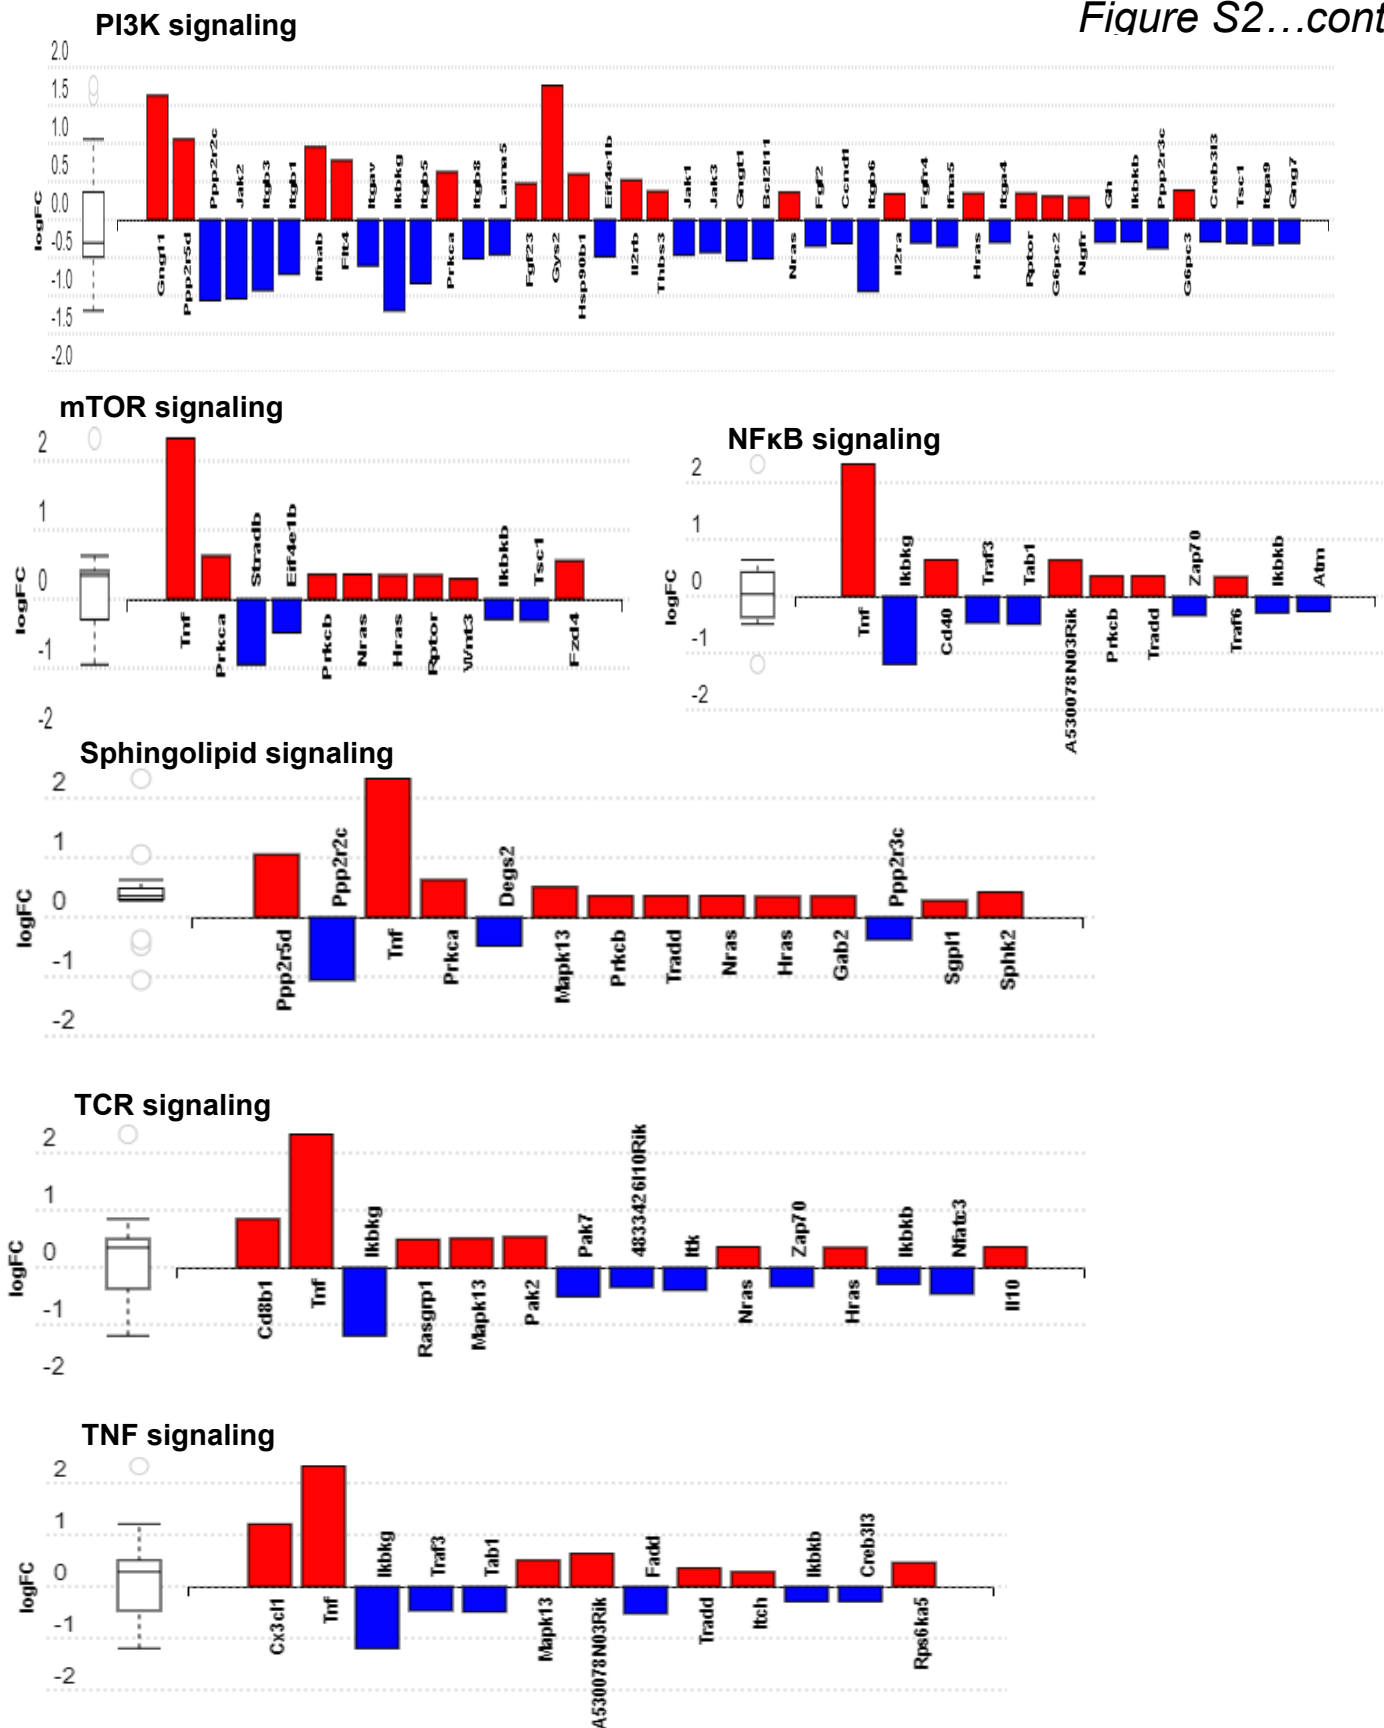 Figure S2…cont
PI3K signaling
2.0
1.5
1.0
0.5
0.0
-0.5
-1.0
-1.5
-2.0
logFC
Gng11
Ppp2r5d
Ppp2r2c
Jak2
Itgb3
Itgb1
Ifnab
Flt4
Itgav
Ikbkg
Itgb5
Prkca
Itgb8
Lama5
Fgf23
Gys2
Hsp90b1
Eif4e1b
Il2rb
Thbs3
Jak1
Jak3
Gngt1
Bcl2l11
Nras
Fgf2
Ccnd1
Itgb6
Il2ra
Fgfr4
Ifna5
Hras
Itga4
Rptor
G6pc2
Ngfr
Gh
Ikbkb
Ppp2r3c
G6pc3
Creb3l3
Tsc1
Itga9
Gng7
mTOR signaling
2
1
0
-1
-2
logFC
Tnf
Prkca
Stradb
Eif4e1b
Prkcb
Nras
Hras
Rptor
Wnt3
Ikbkb
Tsc1
Fzd4
NFκB signaling
2
1
0
-1
-2
logFC
Tnf
Ikbkg
Cd40
Traf3
Tab1
A530078N03Rik
Prkcb
Tradd
Zap70
Traf6
Ikbkb
Atm
Sphingolipid signaling
2
1
0
-1
-2
logFC
Ppp2r5d
Ppp2r2c
Tnf
Prkca
Degs2
Mapk13
Prkcb
Tradd
Nras
Hras
Gab2
Ppp2r3c
Sgpl1
Sphk2
TCR signaling
2
1
0
-1
-2
logFC
Cd8b1
Tnf
Ikbkg
Rasgrp1
Mapk13
Pak2
Pak7
4833426I10Rik
Itk
Nras
Zap70
Hras
Ikbkb
Nfatc3
Il10
TNF signaling
2
1
0
-1
-2
logFC
Cx3cl1
Tnf
Ikbkg
Traf3
Tab1
Mapk13
A530078N03Rik
Fadd
Tradd
Itch
Ikbkb
Creb3l3
Rps6ka5